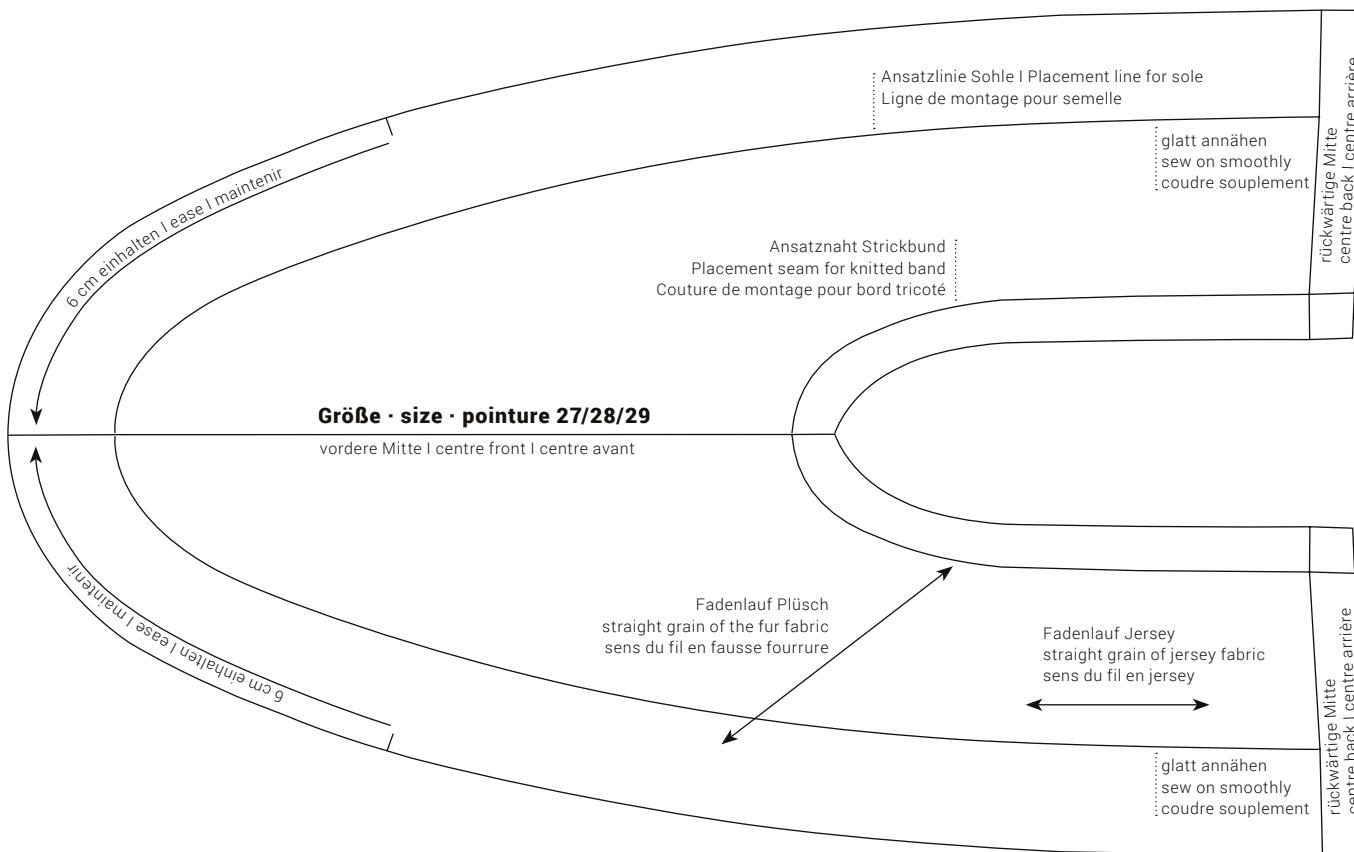 Ansatzlinie Sohle I Placement line for sole
Ligne de montage pour semelle
glatt annähen
sew on smoothly
coudre souplement
rückwärtige Mitte
centre back I centre arrière
6 cm einhalten I ease I maintenir
Ansatznaht Strickbund
Placement seam for knitted band
Couture de montage pour bord tricoté
Größe · size · pointure 27/28/29
vordere Mitte I centre front I centre avant
6 cm einhalten I ease I maintenir
Fadenlauf Plüsch
straight grain of the fur fabric
sens du fil en fausse fourrure
Fadenlauf Jersey
straight grain of jersey fabric
sens du fil en jersey
rückwärtige Mitte
centre back I centre arrière
glatt annähen
sew on smoothly
coudre souplement